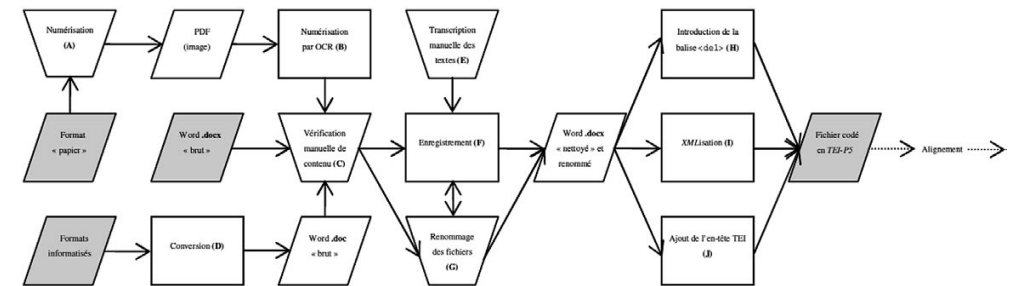 Numérisation
(A)
PDF
(image)
Numérisation
par OCR (B)
Transcription
manuelle des
textes (E)
Introduction de la
balise <del> (H)
Format
« papier »
Word .docx
« brut »
Vérification
manuelle de
contenu (C)
Enregistrement (F)
Word .docx
« nettoyé » et
renommé
XMLisation (I)
Fichier codé
en TEI-P5
Alignement
Formats
informatisés
Conversion (D)
Word .doc
« brut »
Renommage
des fichiers
(G)
Ajout de l'en-tête TEI
(J)